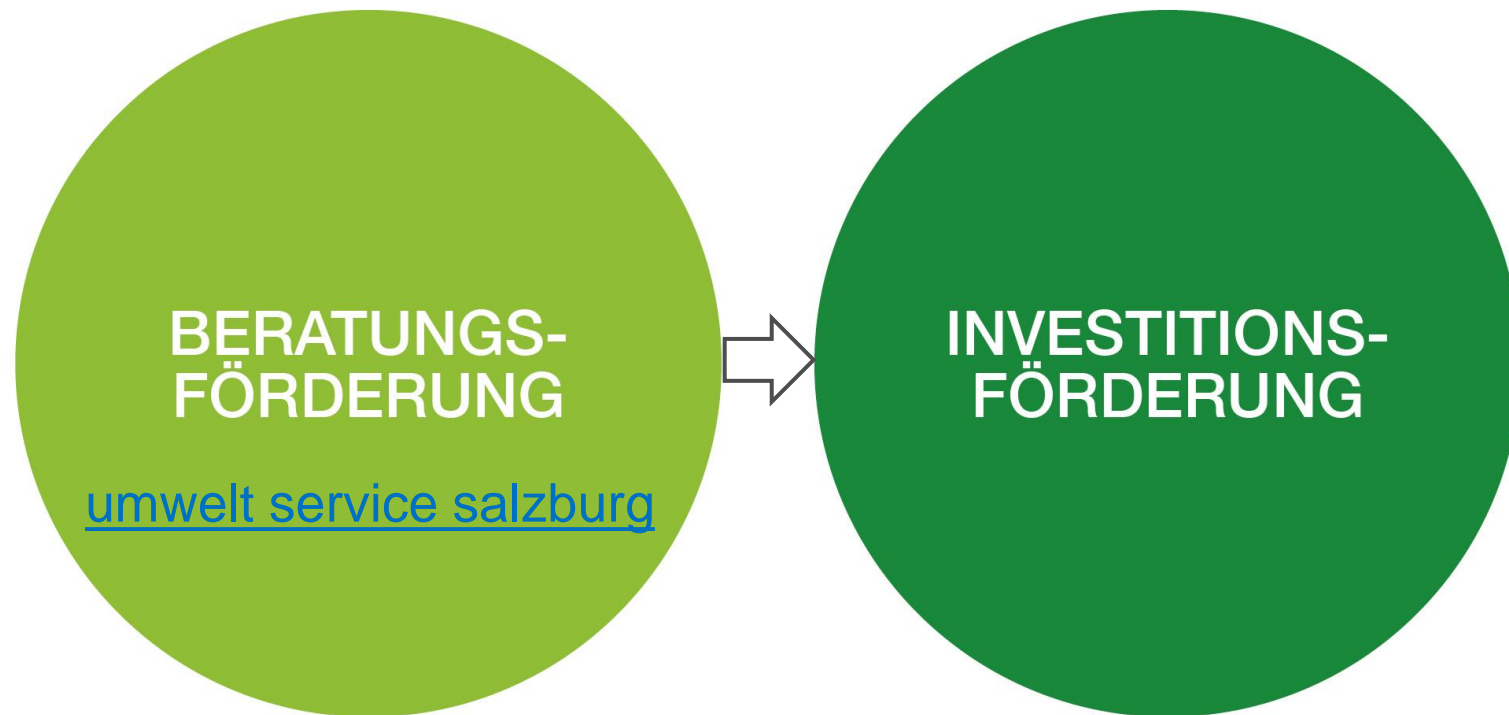 BERATUNGS-
FÖRDERUNG
umwelt service salzburg
INVESTITIONS-
FÖRDERUNG